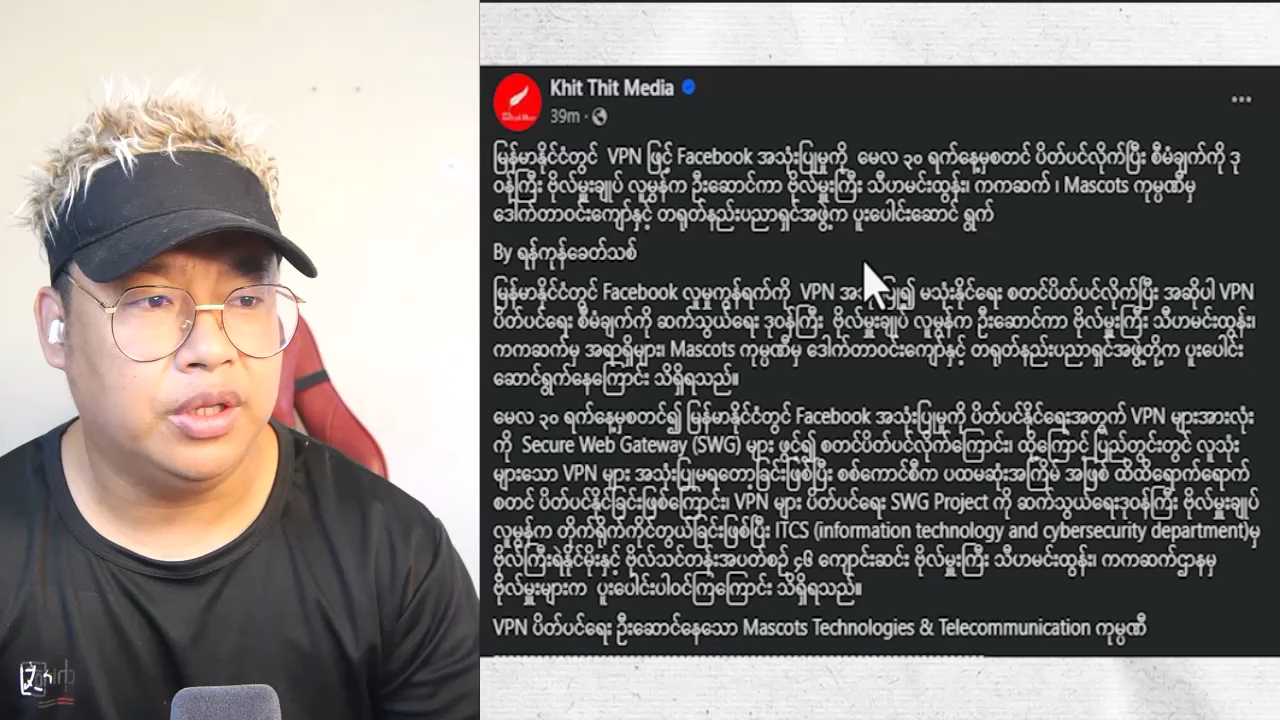 Khit Thit Media
39m
မြန်မာနိုင်ငံတွင် VPN ဖြင့် Facebook အသုံးပြုမှုကို မေလ ၃၀ ရက်နေ့မှစတင် ပိတ်ပင်လိုက်ပြီး စီမံချက်ကို ဒု
ဝန်ကြီး ဗိုလ်မှူးချုပ် လူမွန်က ဦးဆောင်ကာ ဗိုလ်မှူးကြီး သီဟမင်းထွန်း၊ ကကဆက် ၊ Mascots ကုမ္ပဏီမှ
ဒေါက်တာဝင်းကျော်နှင့် တရုတ်နည်းပညာရှင်အဖွဲ့က ပူးပေါင်းဆောင် ရွက်
By ရန်ကုန်ခေတ်သစ်
မြန်မာနိုင်ငံတွင် Facebook လူမှုကွန်ရက်ကို VPN ပြု၍ မသုံးနိုင်ရေး စတင်ပိတ်ပင်လိုက်ပြီး အဆိုပါ VPN
ပိတ်ပင်ရေး စီမံချက်ကို ဆက်သွယ်ရေး ဒုဝန်ကြီး ဗိုလ်မှူးချုပ် လူမွန်က ဦးဆောင်ကာ ဗိုလ်မှူးကြီး သီဟမင်းထွန်း၊
ကကဆက်မှ အရာရှိများ၊ Mascots ကုမ္ပဏီမှ ဒေါက်တာဝင်းကျော်နှင့် တရုတ်နည်းပညာရှင်အဖွဲ့တို့က ပူးပေါင်း
ဆောင်ရွက်နေကြောင်း သိရှိရသည်။
မေလ ၃၀ ရက်နေ့မှစတင်၍ မြန်မာနိုင်ငံတွင် Facebook အသုံးပြုမှုကို ပိတ်ပင်နိုင်ရေးအတွက် VPN များအားလုံး
ကို Secure Web Gateway (SWG) များ ဖွင့်၍ စတင်ပိတ်ပင်လိုက်ကြောင်း၊ ထို့ကြောင့် ပြည်တွင်းတွင် လူသုံး
များသော VPN များ အသုံးပြုမရတော့ခြင်းဖြစ်ပြီး စစ်ကောင်စီက ပထမဆုံးအကြိမ် အဖြစ် ထိထိရောက်ရောက်
စတင် ပိတ်ပင်နိုင်ခြင်းဖြစ်ကြောင်း၊ VPN များ ပိတ်ပင်ရေး SWG Project ကို ဆက်သွယ်ရေးဒုဝန်ကြီး ဗိုလ်မှူးချုပ်
လူမွန်က တိုက်ရိုက်ကိုင်တွယ်ခြင်းဖြစ်ပြီး ITCS (information technology and cybersecurity department)မှ
ဗိုလ်ကြီးရဲနိုင်မိုးနှင့် ဗိုလ်သင်တန်းအပတ်စဉ် ၄၆ ကျောင်းဆင်း ဗိုလ်မှူးကြီး သီဟမင်းထွန်း၊ ကကဆက်ဌာနမှ
ဗိုလ်မှူးများက ပူးပေါင်းပါဝင်ကြကြောင်း သိရှိရသည်။
VPN ပိတ်ပင်ရေး ဦးဆောင်နေသော Mascots Technologies & Telecommunication ကုမ္ပဏီ